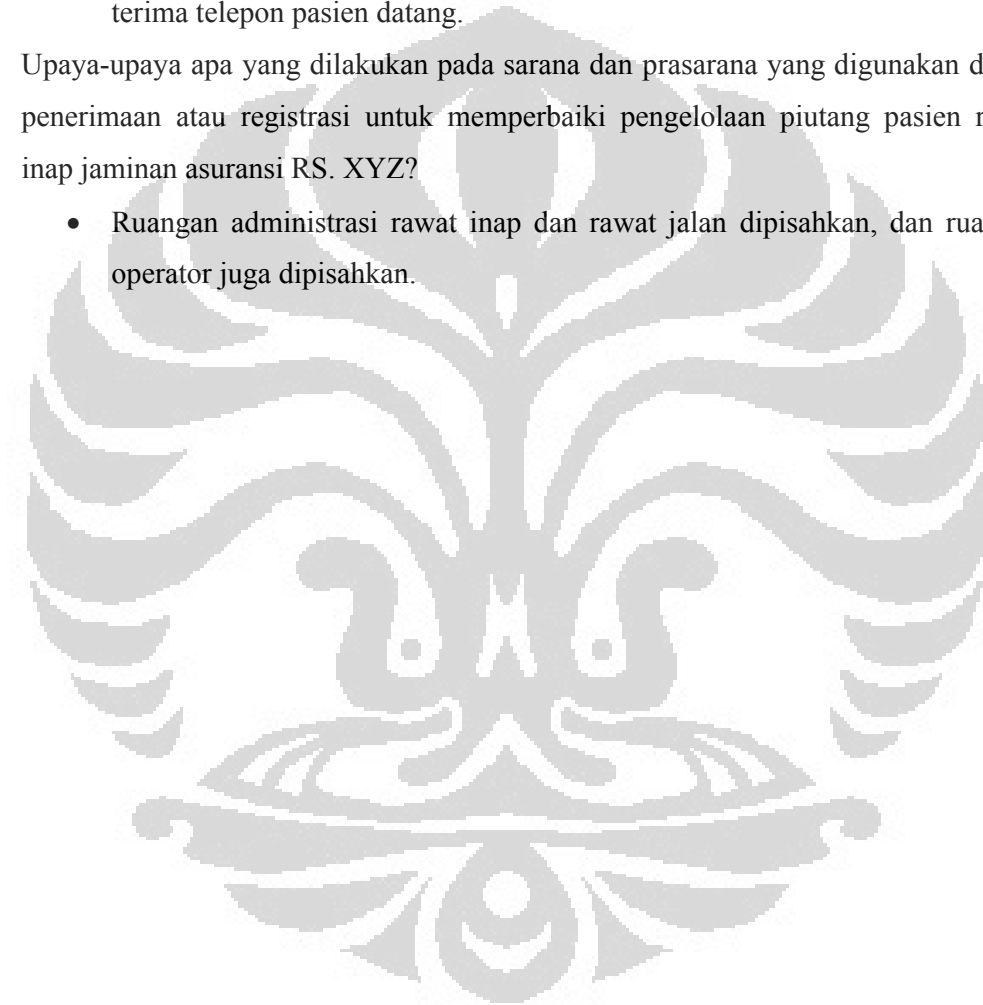 terima telepon pasien datang.
Upaya-upaya apa yang dilakukan pada sarana dan prasarana yang digunakan
penerimaan atau registrasi untuk memperbaiki pengelolaan piutang pasien
inap jaminan asuransi RS. XYZ?
• Ruangan administrasi rawat inap dan rawat jalan dipisahkan, dan
operator juga dipisahkan.